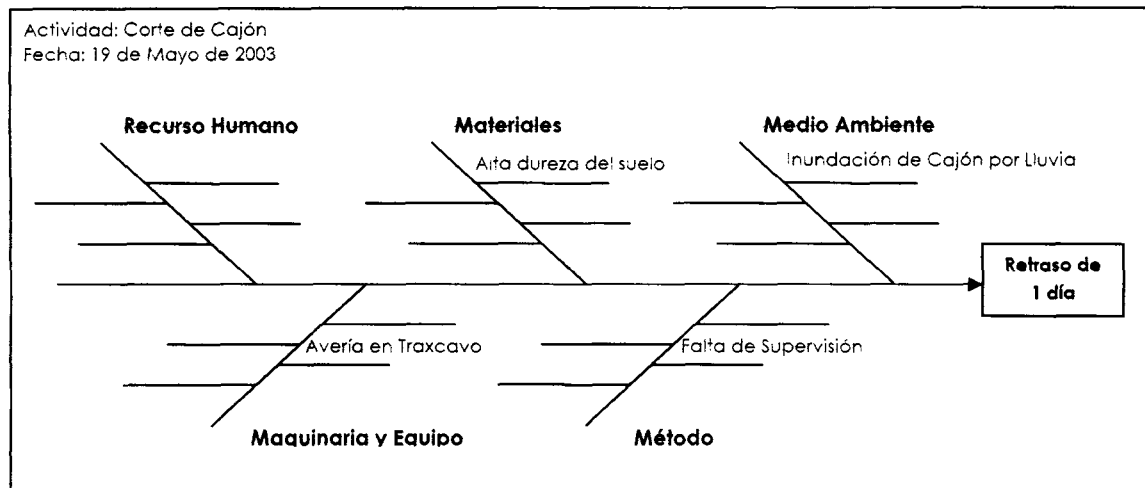 Actividad: Corte de Cajón
Fecha: 19 de Mayo de 2003
Recurso Humano
Materiales
Medio Ambiente
Alta dureza del suelo
Inundación de Cajón por Lluvia
Retraso de
1 día
Avería en Traxcavo
Falta de Supervisión
Maquinaria y Equipo
Método